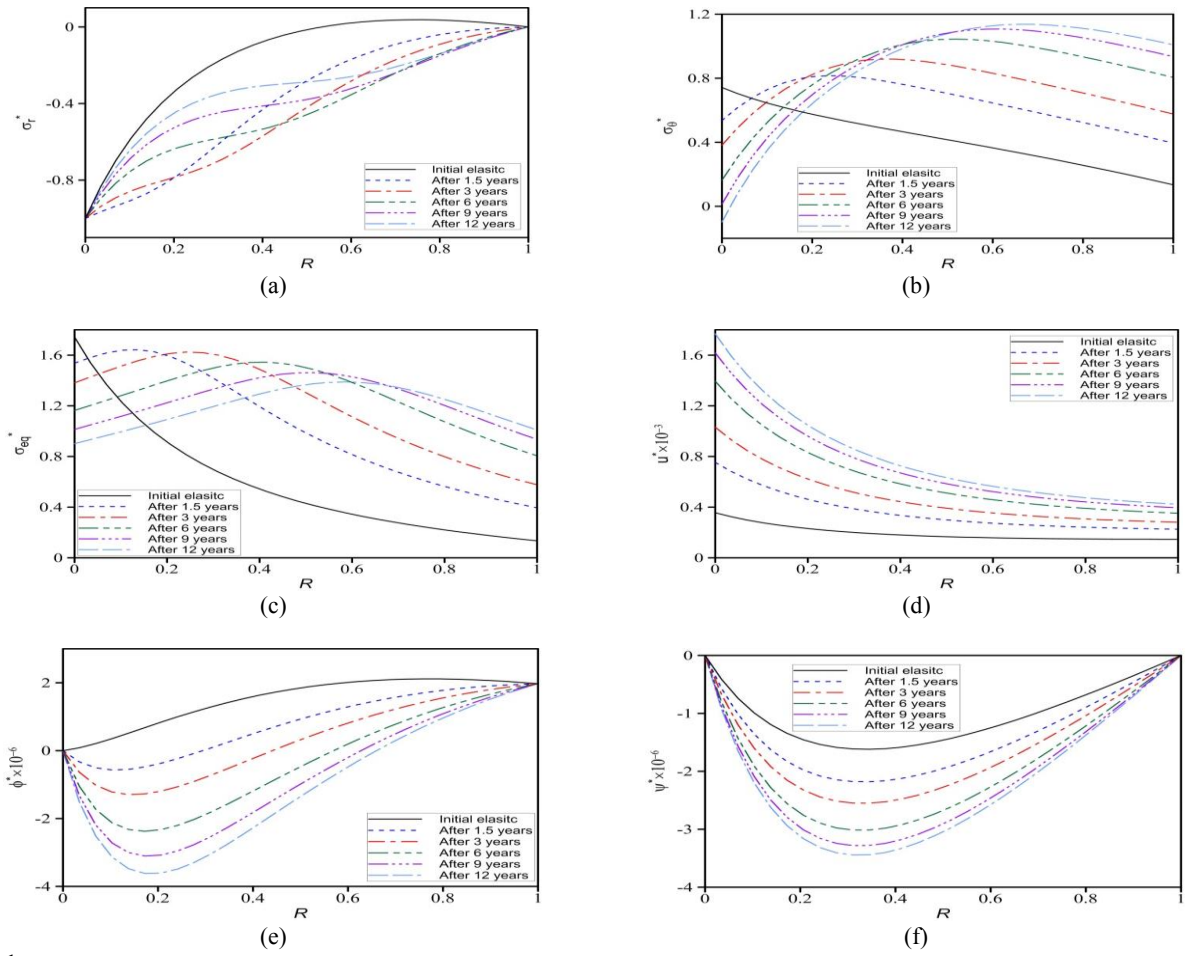 0
-0.4
-0.8
σr*
Initial elasitc
After 1.5 years
After 3 years
After 6 years
After 9 years
After 12 years
0 0.2 0.4 0.6 0.8 1
R
(a)
1.2
0.8
0.4
0
σθ*
Initial elasitc
After 1.5 years
After 3 years
After 6 years
After 9 years
After 12 years
0 0.2 0.4 0.6 0.8 1
R
(b)
1.6
1.2
0.8
0.4
0
σeq*
Initial elasitc
After 1.5 years
After 3 years
After 6 years
After 9 years
After 12 years
0 0.2 0.4 0.6 0.8 1
R
(c)
1.6
1.2
0.8
0.4
0
u*×10⁻³
Initial elasitc
After 1.5 years
After 3 years
After 6 years
After 9 years
After 12 years
0 0.2 0.4 0.6 0.8 1
R
(d)
2
0
-2
-4
ϕ*×10⁻⁶
Initial elasitc
After 1.5 years
After 3 years
After 6 years
After 9 years
After 12 years
0 0.2 0.4 0.6 0.8 1
R
(e)
0
-1
-2
-3
-4
ψ*×10⁻⁶
Initial elasitc
After 1.5 years
After 3 years
After 6 years
After 9 years
After 12 years
0 0.2 0.4 0.6 0.8 1
R
(f)